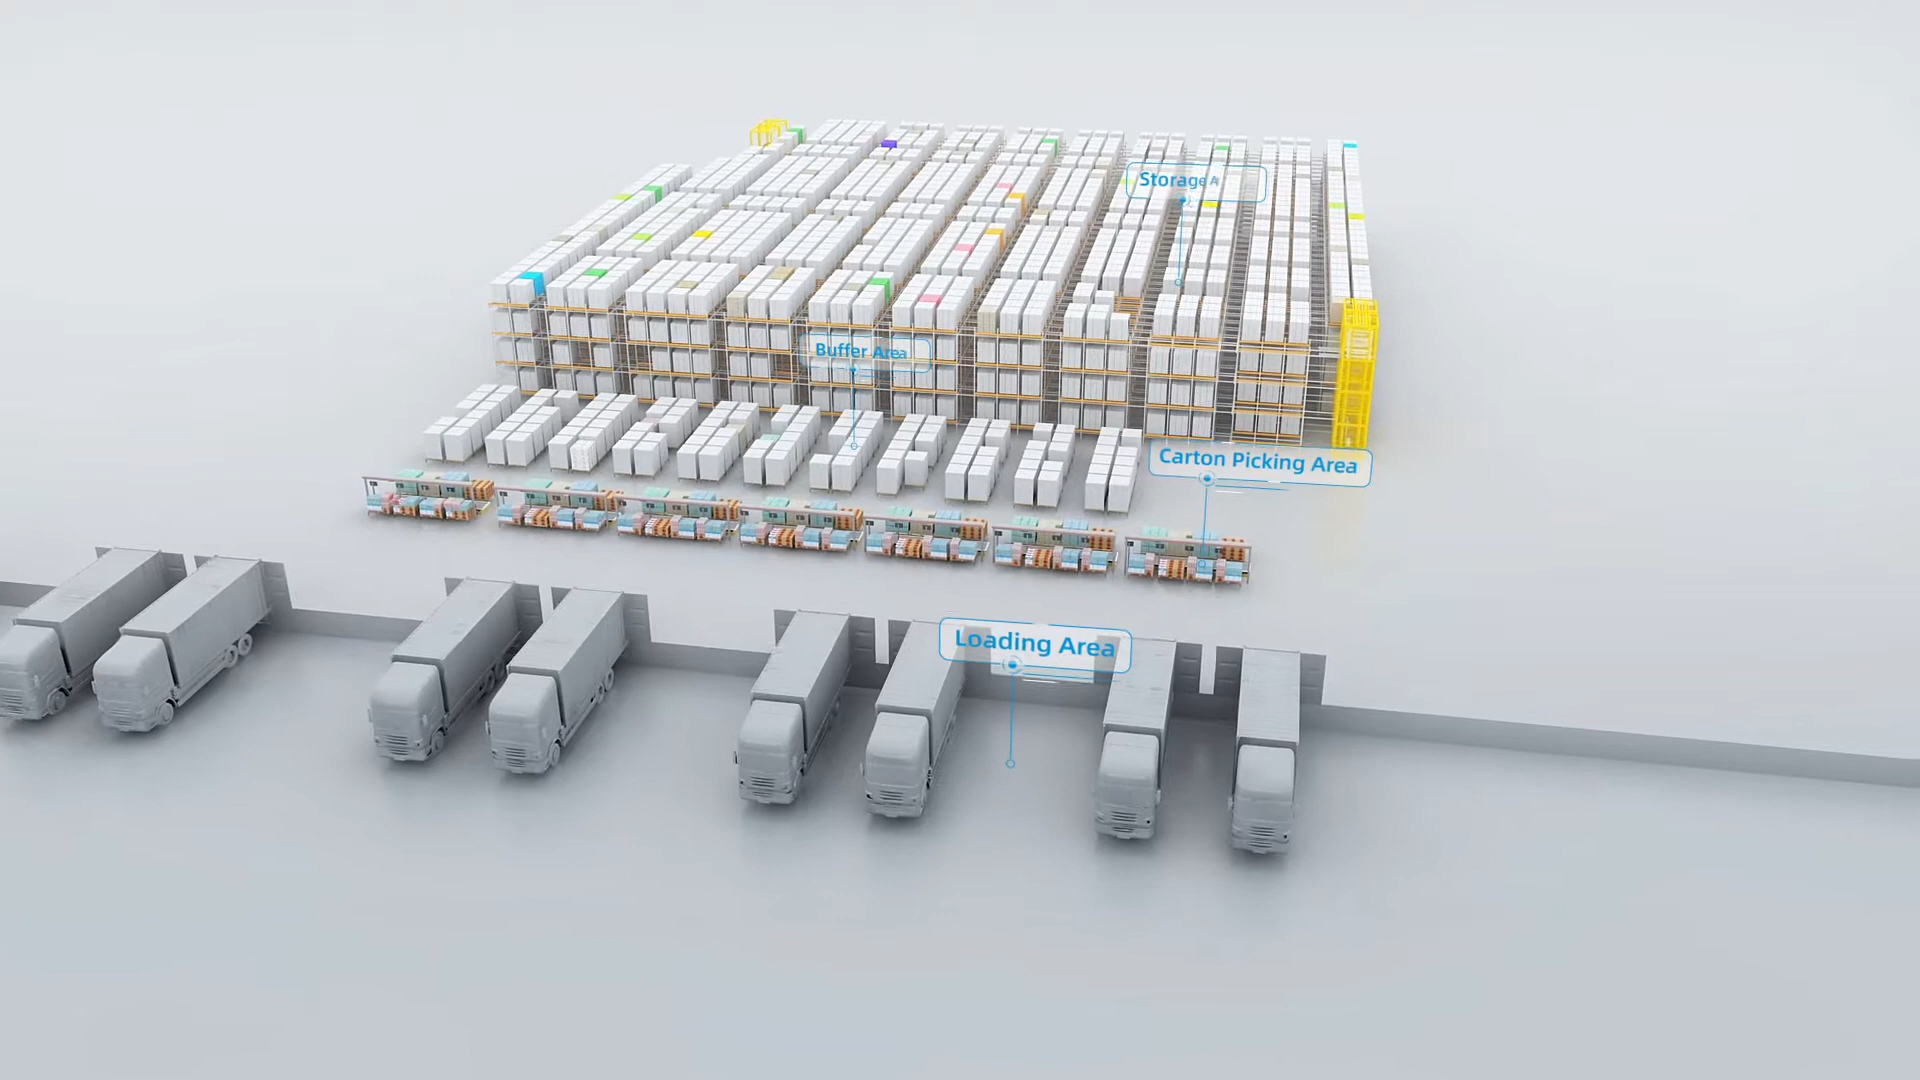 Storage A
Buffer Area
Carton Picking Area
Loading Area